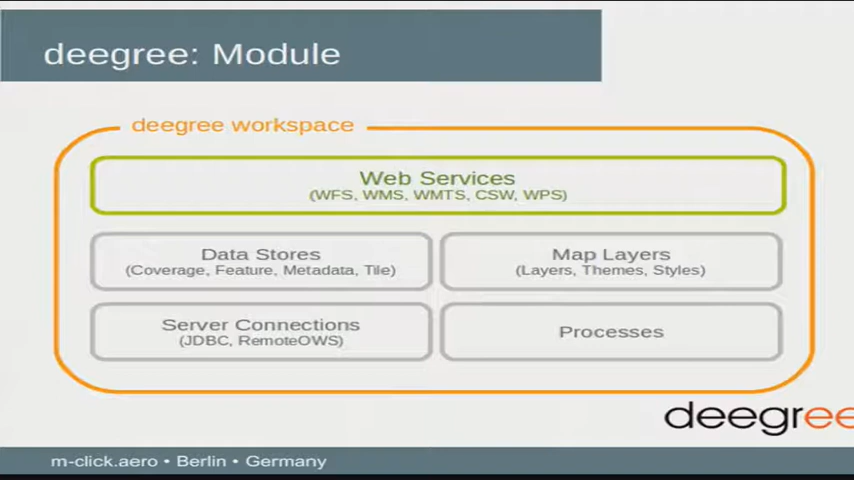 deegree: Module
deegree workspace
Web Services
(WFS, WMS, WMTS, CSW, WPS)
Data Stores
(Coverage, Feature, Metadata, Tile)
Map Layers
(Layers, Themes, Styles)
Server Connections
(JDBC, RemoteOWS)
Processes
deegree
m-click.aero • Berlin • Germany